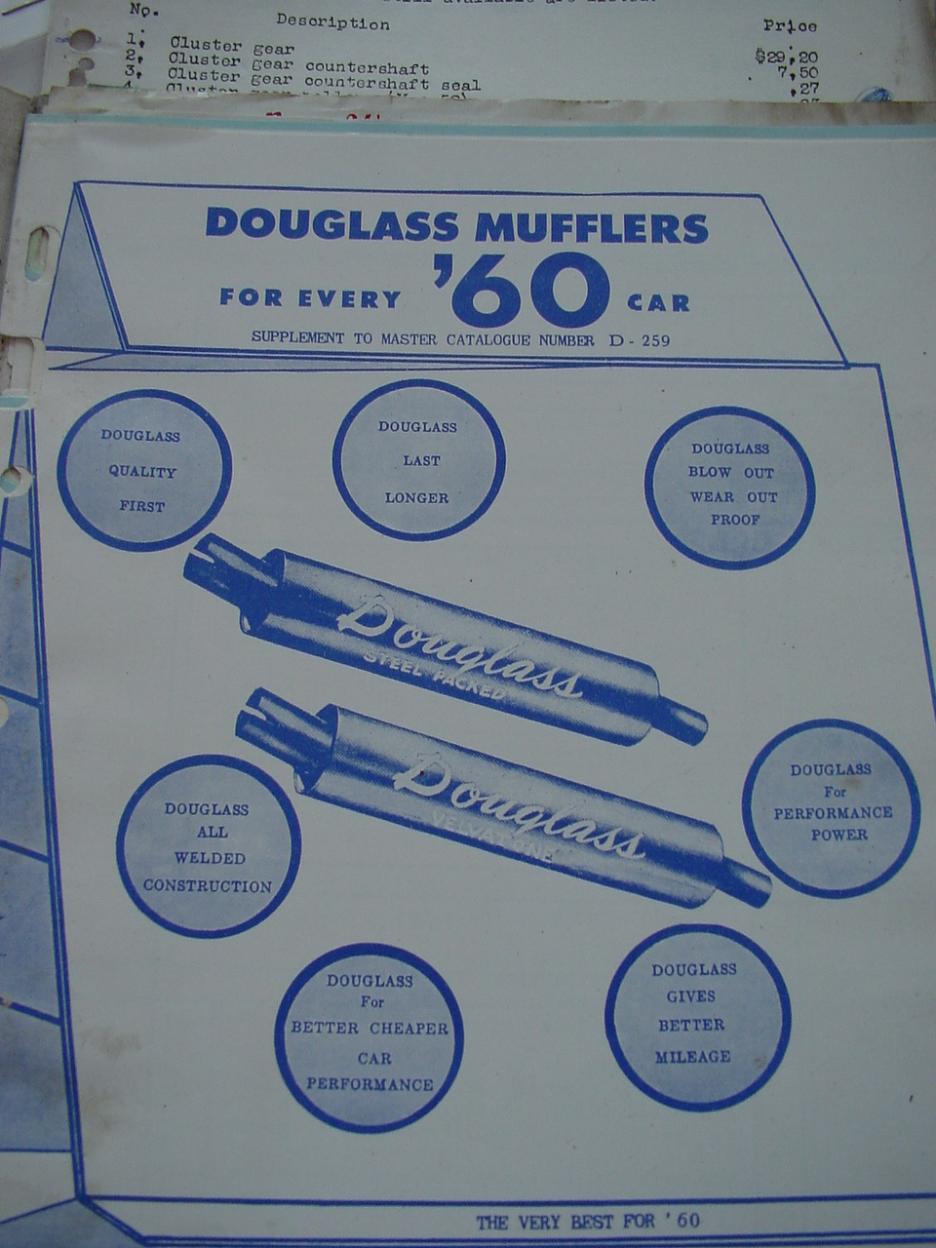 No. Description Price
1. Cluster gear $29.20
2. Cluster gear countershaft 7.50
3. Cluster gear countershaft seal .27
DOUGLASS MUFFLERS
FOR EVERY '60 CAR
SUPPLEMENT TO MASTER CATALOGUE NUMBER D - 259
DOUGLASS
QUALITY
FIRST
DOUGLASS
LAST
LONGER
DOUGLASS
BLOW OUT
WEAR OUT
PROOF
Douglass
STEEL PACKED
Douglass
VELVATONE
DOUGLASS
ALL
WELDED
CONSTRUCTION
DOUGLASS
For
PERFORMANCE
POWER
DOUGLASS
For
BETTER CHEAPER
CAR
PERFORMANCE
DOUGLASS
GIVES
BETTER
MILEAGE
THE VERY BEST FOR '60